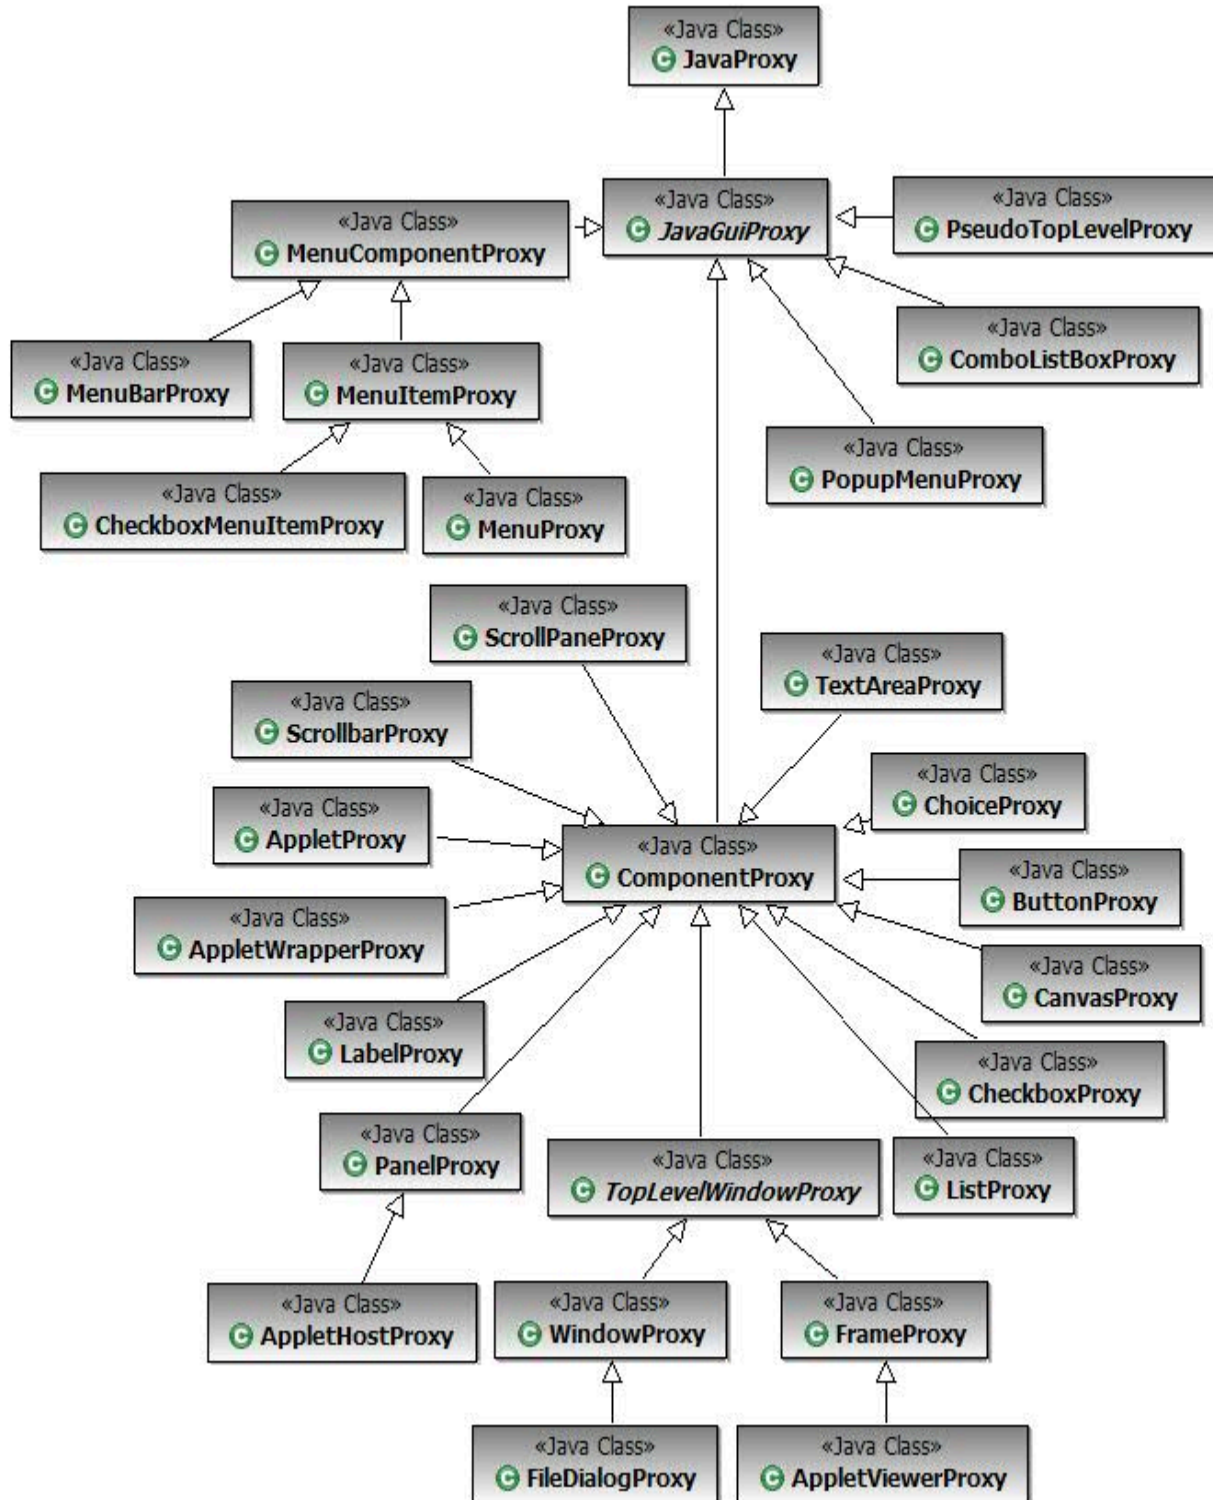 «Java Class»
C JavaProxy
«Java Class»
C JavaGuiProxy
«Java Class»
C PseudoTopLevelProxy
«Java Class»
C MenuComponentProxy
«Java Class»
C ComboListBoxProxy
«Java Class»
C MenuBarProxy
«Java Class»
C MenuItemProxy
«Java Class»
C PopupMenuProxy
«Java Class»
C CheckboxMenuItemProxy
«Java Class»
C MenuProxy
«Java Class»
C ScrollPaneProxy
«Java Class»
C TextAreaProxy
«Java Class»
C ScrollbarProxy
«Java Class»
C ChoiceProxy
«Java Class»
C AppletProxy
«Java Class»
C ComponentProxy
«Java Class»
C ButtonProxy
«Java Class»
C AppletWrapperProxy
«Java Class»
C CanvasProxy
«Java Class»
C LabelProxy
«Java Class»
C CheckboxProxy
«Java Class»
C PanelProxy
«Java Class»
C TopLevelWindowProxy
«Java Class»
C ListProxy
«Java Class»
C AppletHostProxy
«Java Class»
C WindowProxy
«Java Class»
C FrameProxy
«Java Class»
C FileDialogProxy
«Java Class»
C AppletViewerProxy